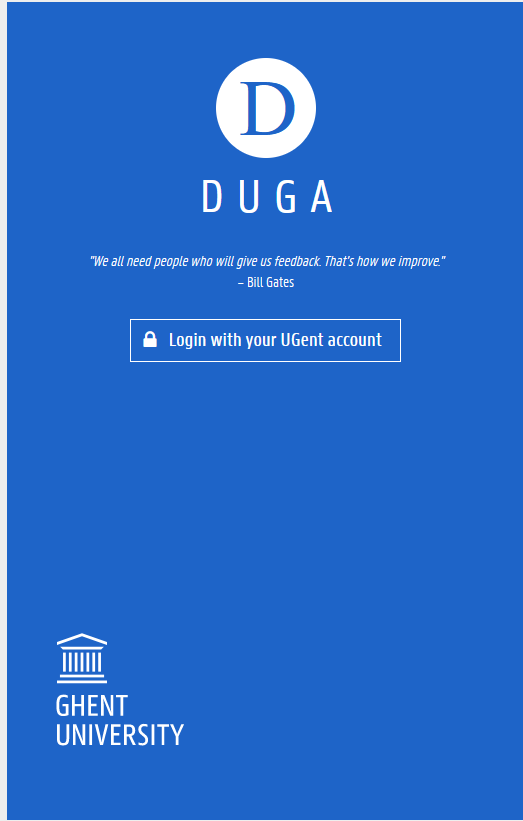 D
DUGA
"We all need people who will give us feedback. That's how we improve."
– Bill Gates
Login with your UGent account
GHENT
UNIVERSITY